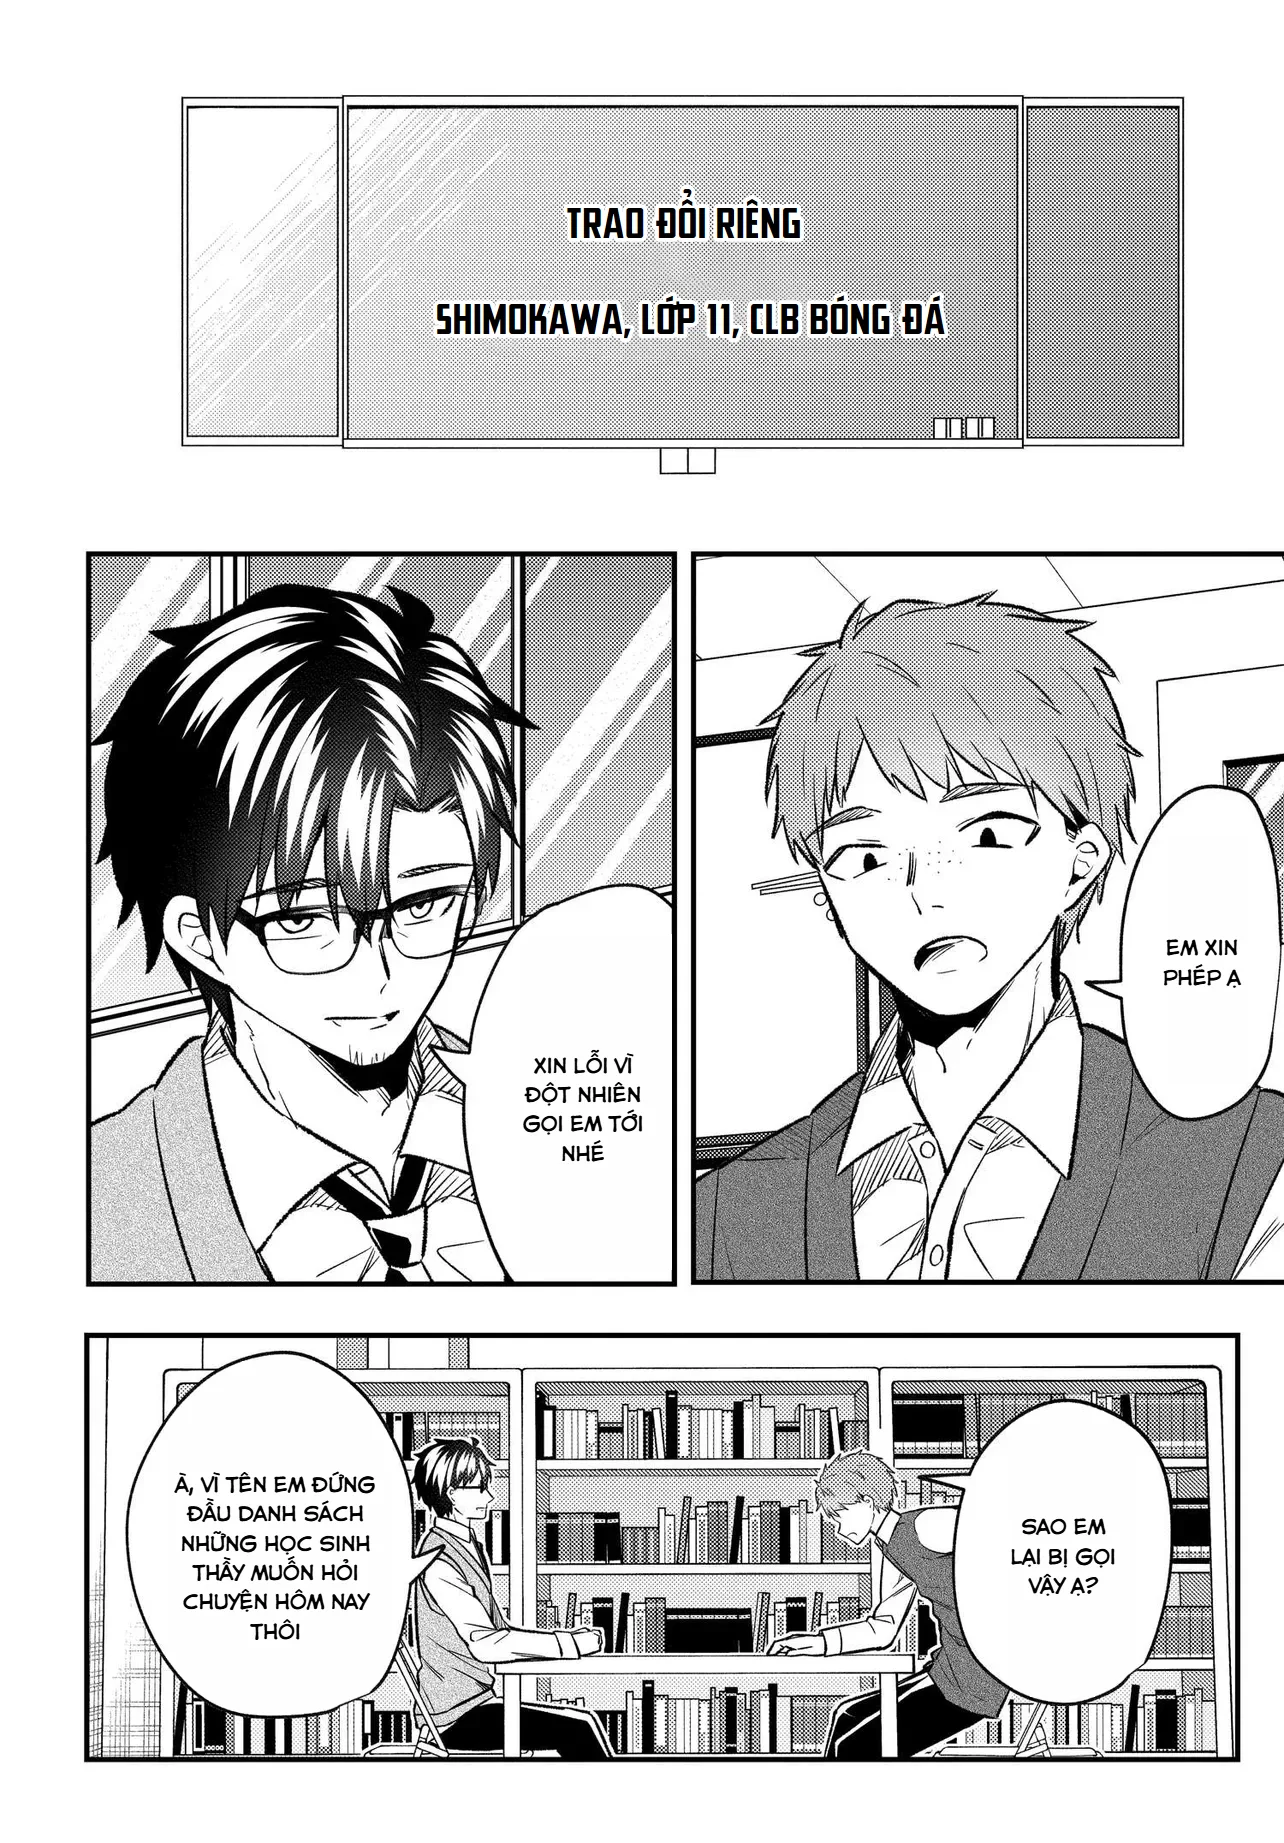 TRAO ĐỔI RIÊNG
SHIMOKAWA, LỚP 11, CLB BÓNG ĐÁ
EM XIN
PHÉP Ạ
XIN LỖI VÌ
ĐỘT NHIÊN
GỌI EM TỚI
NHÉ
SAO EM
LẠI BỊ GỌI
VẬY Ạ?
À, VÌ TÊN EM ĐỨNG
ĐẦU DANH SÁCH
NHỮNG HỌC SINH
THẦY MUỐN HỎI
CHUYỆN HÔM NAY
THÔI